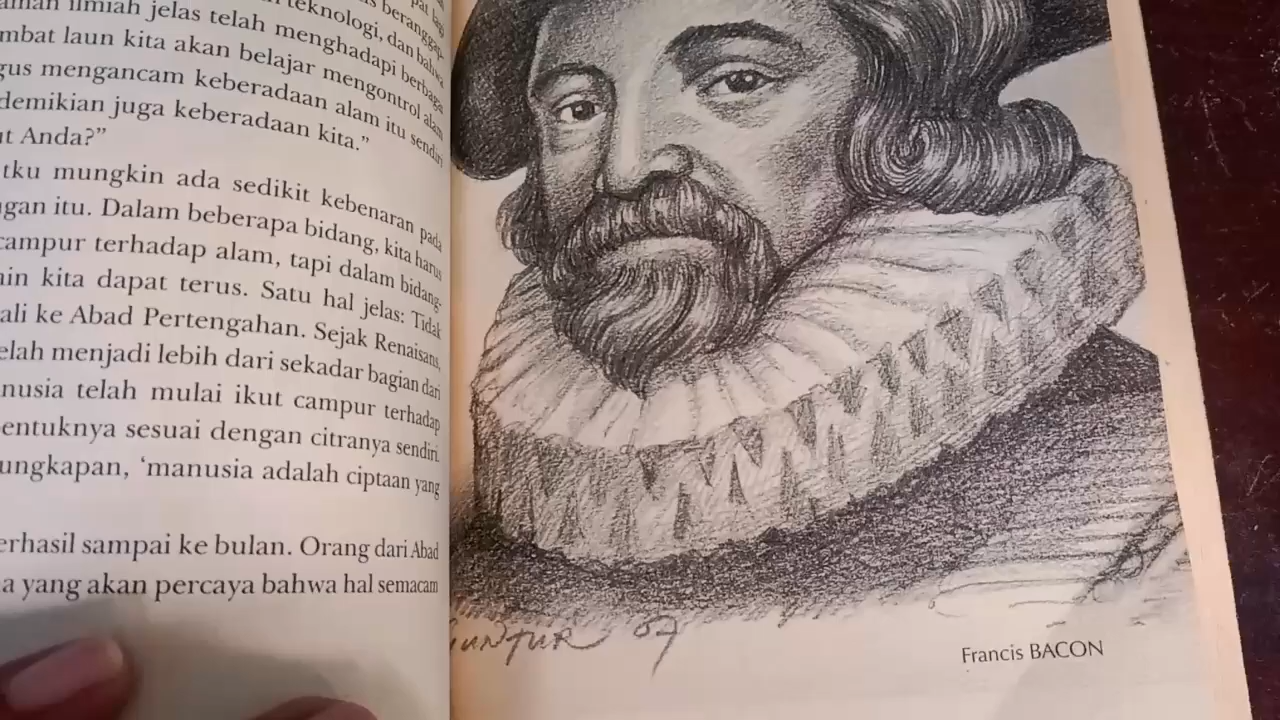 ilmiah jelas telah menghadapi berbagai
teknologi, dan bahwa
beranggap
mbat laun kita akan belajar mengontrol alam
gus mengancam keberadaan alam itu sendiri
demikian juga keberadaan kita.”
ut Anda?”
tku mungkin ada sedikit kebenaran pada
ngan itu. Dalam beberapa bidang, kita harus
campur terhadap alam, tapi dalam bidang-
ain kita dapat terus. Satu hal jelas: Tidak
ali ke Abad Pertengahan. Sejak Renaisans,
elah menjadi lebih dari sekadar bagian dari
nusia telah mulai ikut campur terhadap
entuknya sesuai dengan citranya sendiri.
ungkapan, ‘manusia adalah ciptaan yang
erhasil sampai ke bulan. Orang dari Abad
a yang akan percaya bahwa hal semacam
GUNTUR 07
Francis BACON